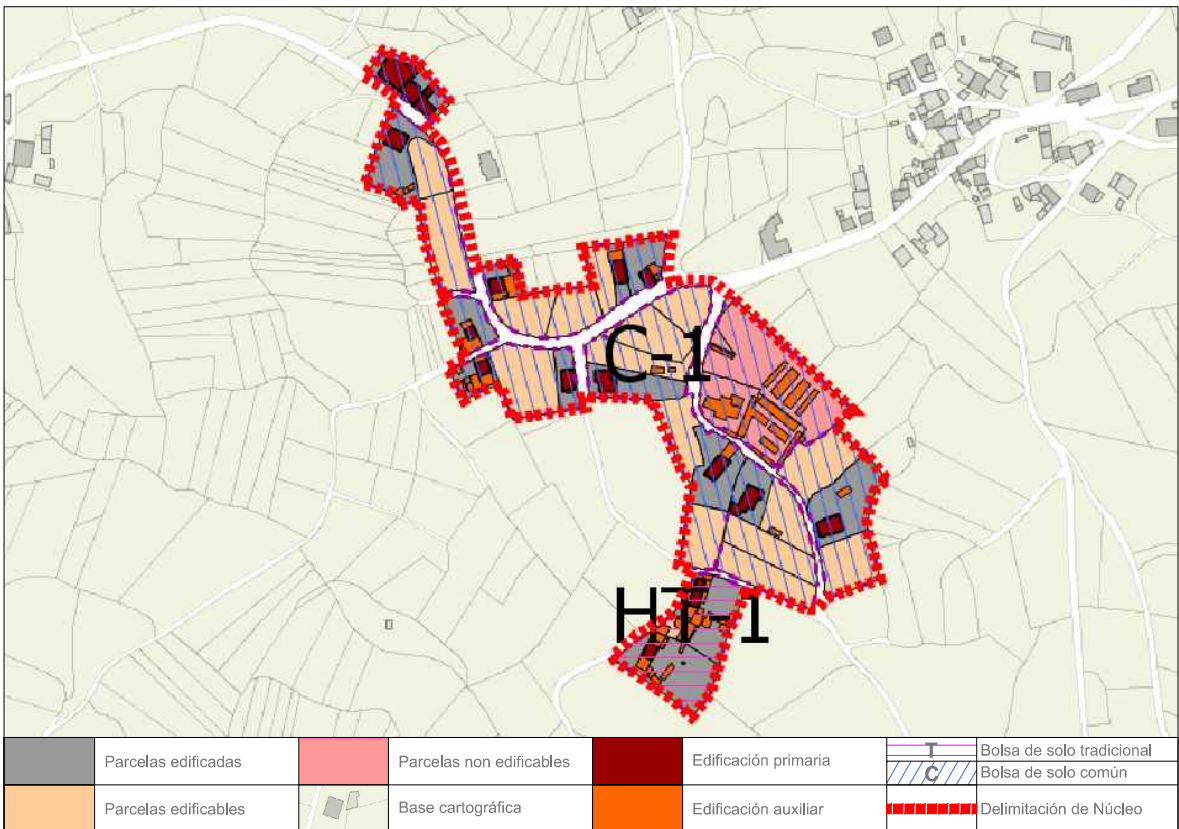 C-1
HT-1
Parcelas edificadas
Parcelas non edificables
Edificación primaria
T
Bolsa de solo tradicional
C
Bolsa de solo común
Parcelas edificables
Base cartográfica
Edificación auxiliar
Delimitación de Núcleo